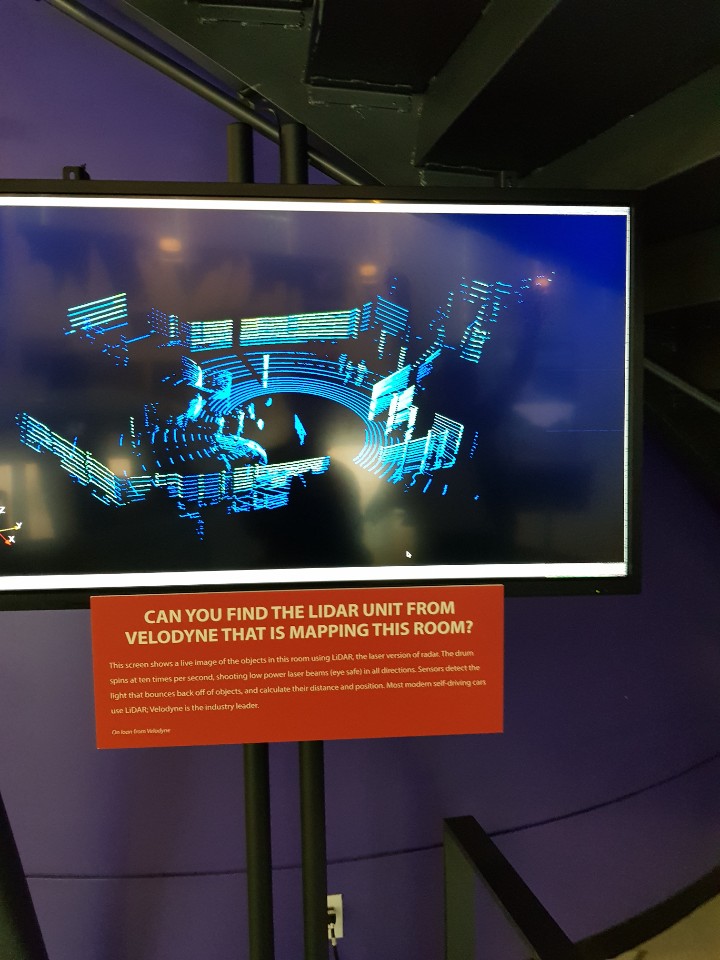 z
y
x
CAN YOU FIND THE LIDAR UNIT FROM
VELODYNE THAT IS MAPPING THIS ROOM?
This screen shows a live image of the objects in this room using LiDAR, the laser version of radar. The drum
spins at ten times per second, shooting low power laser beams (eye safe) in all directions. Sensors detect the
light that bounces back off of objects, and calculate their distance and position. Most modern self-driving cars
use LiDAR; Velodyne is the industry leader.
On loan from Velodyne